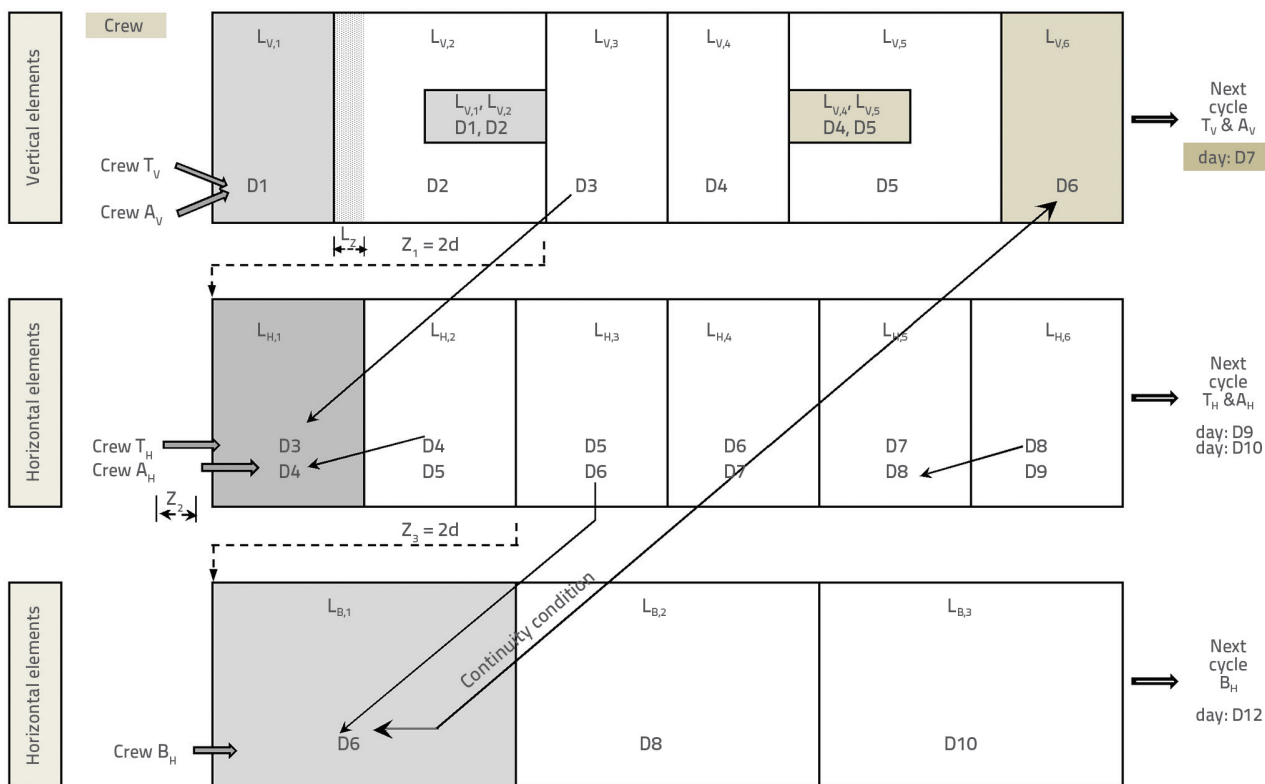 Vertical elements
Crew
L_V,1
L_V,2
L_V,3
L_V,4
L_V,5
L_V,6
L_V,1, L_V,2
D1, D2
L_V,4, L_V,5
D4, D5
Crew T_V
Crew A_V
D1
D2
D3
D4
D5
D6
Next
cycle
T_V & A_V
day: D7
L_Z
Z_1 = 2d
Horizontal elements
L_H,1
L_H,2
L_H,3
L_H,4
L_H,5
L_H,6
Crew T_H
D3
D4
D5
D6
D7
D8
Crew A_H
D4
D5
D6
D7
D8
D9
Next
cycle
T_H &A_H
day: D9
day: D10
Z_2
Z_3 = 2d
Horizontal elements
L_B,1
L_B,2
L_B,3
Continuity condition
Crew B_H
D6
D8
D10
Next
cycle
B_H
day: D12